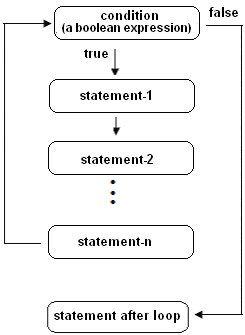 condition
(a boolean expression)
false
true
statement-1
statement-2
statement-n
statement after loop